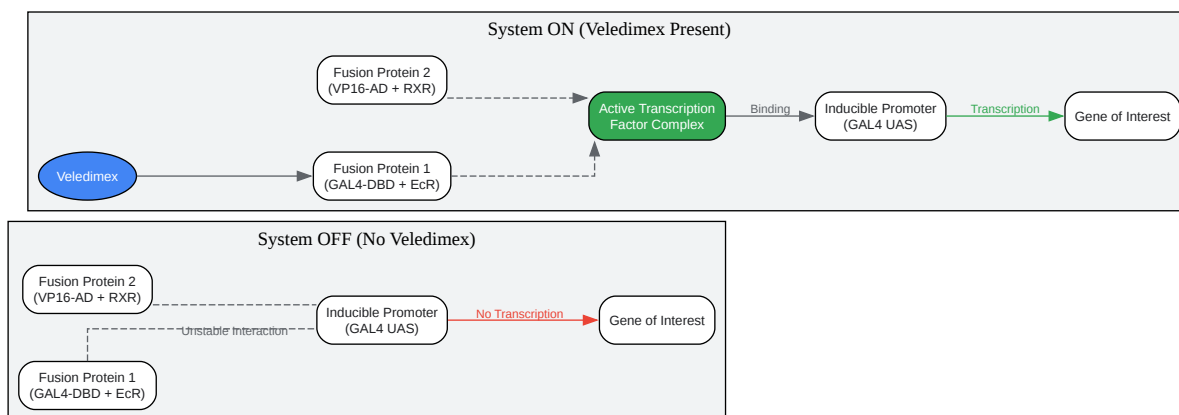 System ON (Veledimex Present)
Fusion Protein 2
(VP16-AD + RXR)
Active Transcription
Factor Complex
Binding
Inducible Promoter
(GAL4 UAS)
Transcription
Gene of Interest
Veledimex
Fusion Protein 1
(GAL4-DBD + EcR)
System OFF (No Veledimex)
Fusion Protein 2
(VP16-AD + RXR)
Unstable Interaction
Inducible Promoter
(GAL4 UAS)
No Transcription
Gene of Interest
Fusion Protein 1
(GAL4-DBD + EcR)